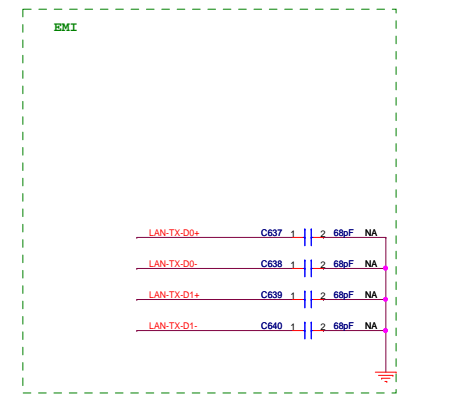 EMI
LAN-TX-D0+ C637 1 2 68pF NA
LAN-TX-D0- C638 1 2 68pF NA
LAN-TX-D1+ C639 1 2 68pF NA
LAN-TX-D1- C640 1 2 68pF NA